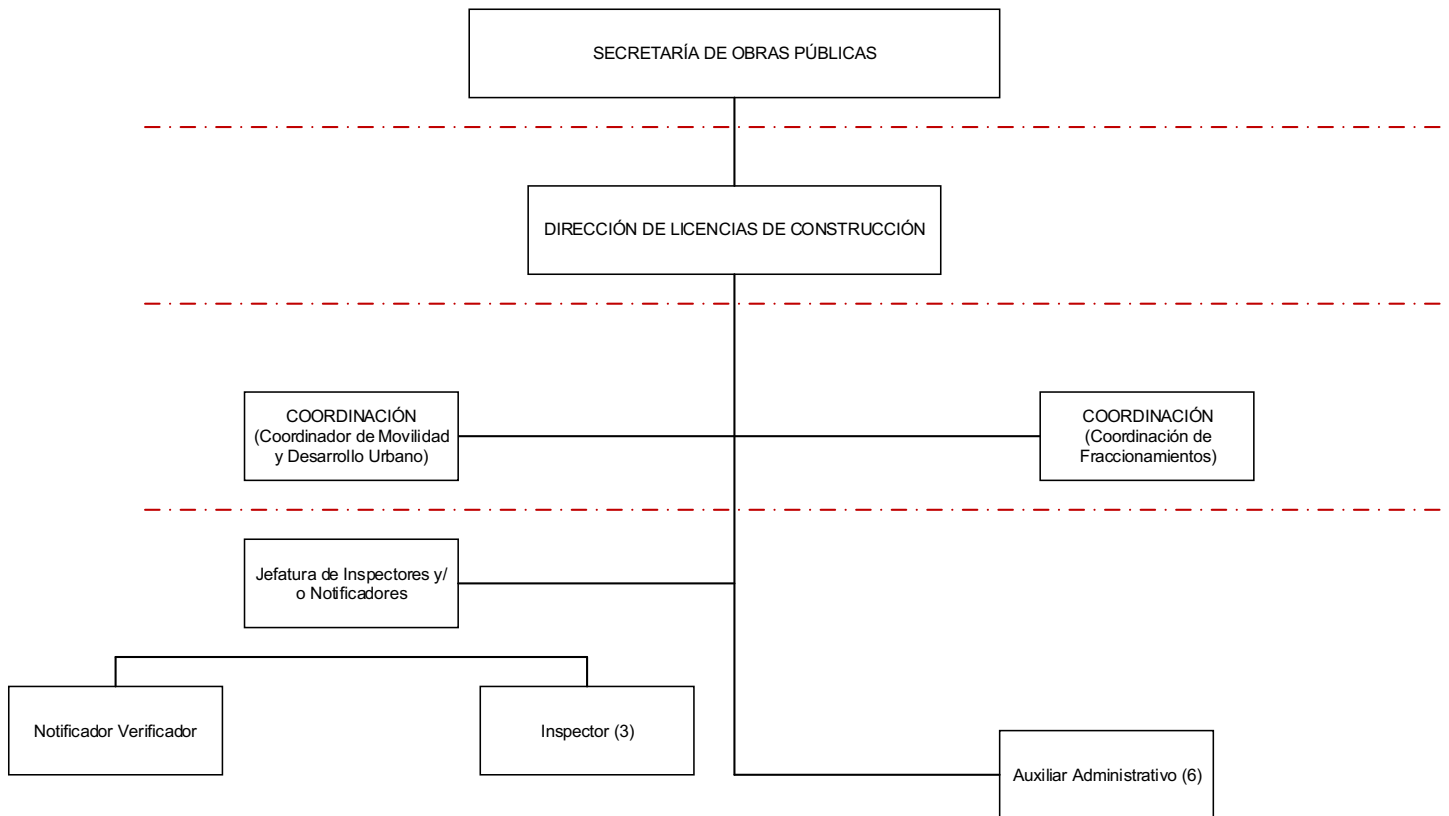 SECRETARÍA DE OBRAS PÚBLICAS
DIRECCIÓN DE LICENCIAS DE CONSTRUCCIÓN
COORDINACIÓN
(Coordinador de Movilidad
y Desarrollo Urbano)
COORDINACIÓN
(Coordinación de
Fraccionamientos)
Jefatura de Inspectores y/
o Notificadores
Notificador Verificador
Inspector (3)
Auxiliar Administrativo (6)